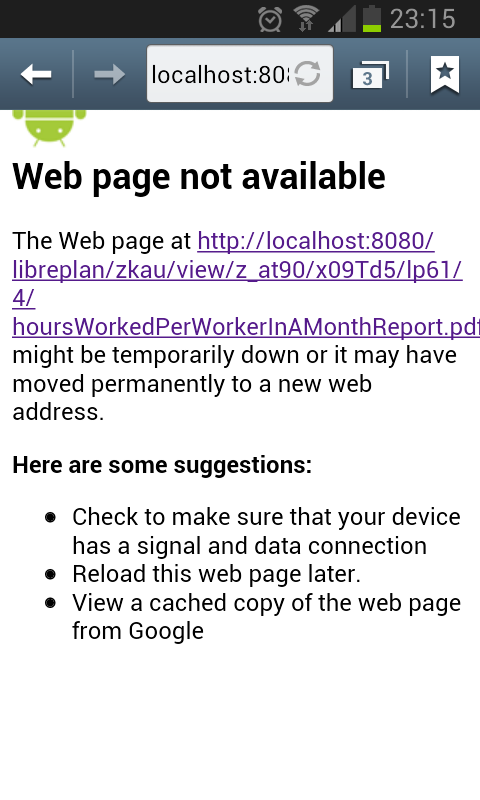 23:15
localhost:808
3
Web page not available
The Web page at http://localhost:8080/
libreplan/zkau/view/z_at90/x09Td5/lp61/
4/
hoursWorkedPerWorkerInAMonthReport.pdf
might be temporarily down or it may have
moved permanently to a new web
address.
Here are some suggestions:
Check to make sure that your device
has a signal and data connection
Reload this web page later.
View a cached copy of the web page
from Google